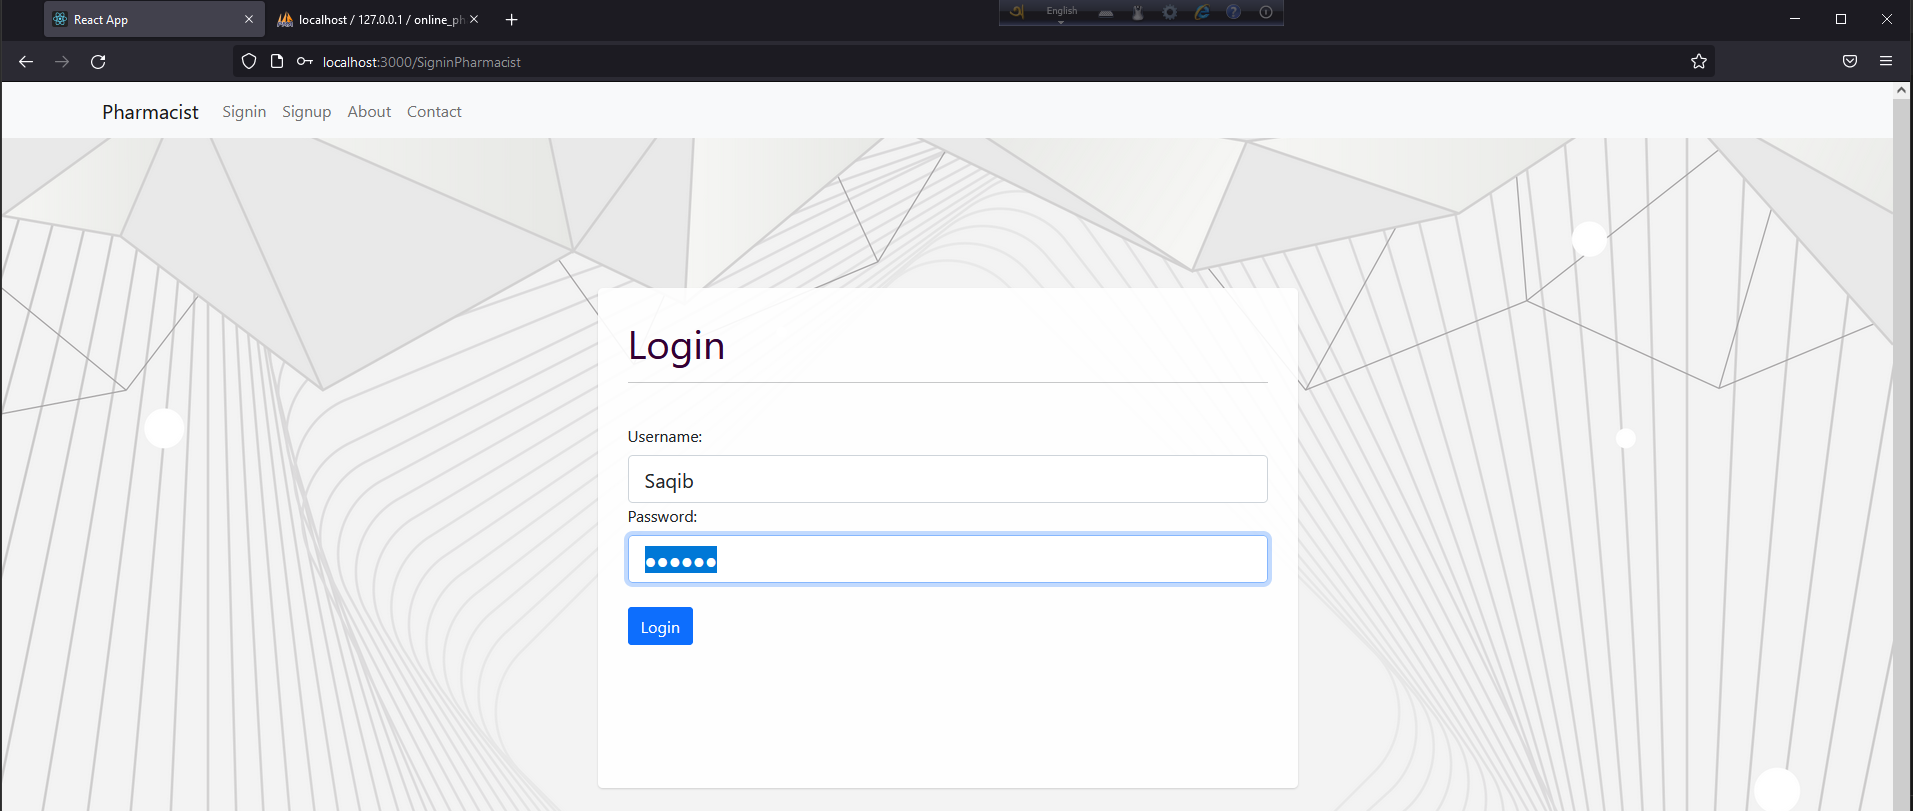 React App
localhost / 127.0.0.1 / online_ph
English
localhost:3000/SigninPharmacist
Pharmacist Signin Signup About Contact
Login
Username:
Saqib
Password:
••••••
Login